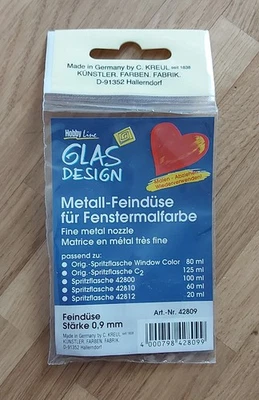 Made in Germany by C. KREUL seit 1838
KÜNSTLER. FARBEN. FABRIK.
D-91352 Hallerndorf
Hobby Line
GLAS
DESIGN
Malen - Abziehen
Wiederverwenden!
Metall-Feindüse
für Fenstermalfarbe
Fine metal nozzle
Matrice en métal très fine
passend zu:
• Orig.-Spritzflasche Window Color 80 ml
• Orig.-Spritzflasche C2 125 ml
• Spritzflasche 42800 100 ml
• Spritzflasche 42810 60 ml
• Spritzflasche 42812 20 ml
Feindüse
Stärke 0,9 mm
Art.-Nr. 42809
Made in Germany by C. KREUL
KÜNSTLER. FARBEN. FABRIK.
D-91352 Hallerndorf
4 000798 428099